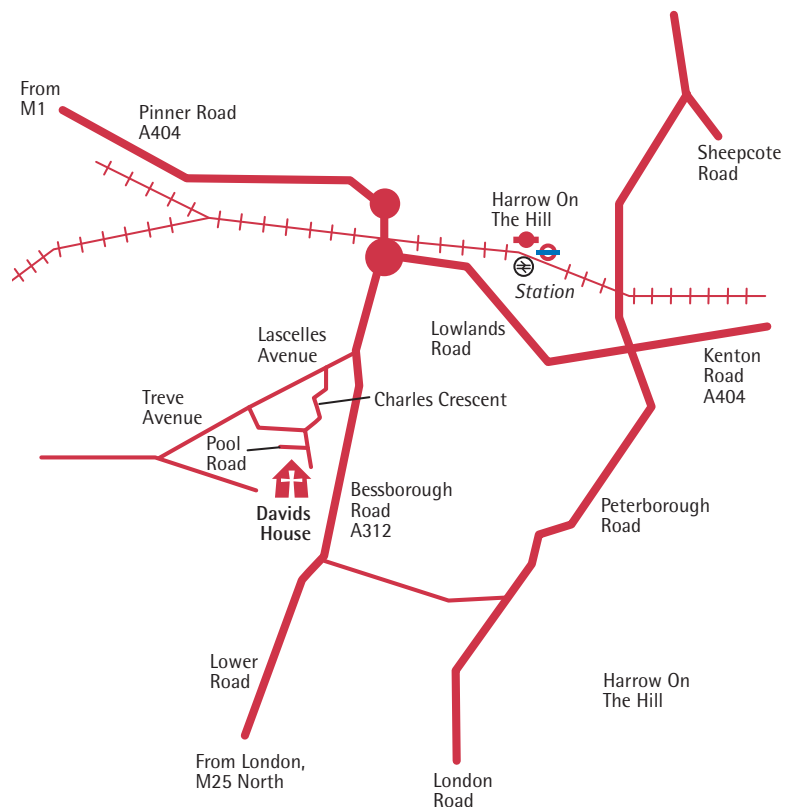 From
M1
Pinner Road
A404
Sheepcote
Road
Harrow On
The Hill
Station
Lascelles
Avenue
Lowlands
Road
Kenton
Road
A404
Treve
Avenue
Charles Crescent
Pool
Road
Davids
House
Bessborough
Road
A312
Peterborough
Road
Lower
Road
Harrow On
The Hill
From London,
M25 North
London
Road